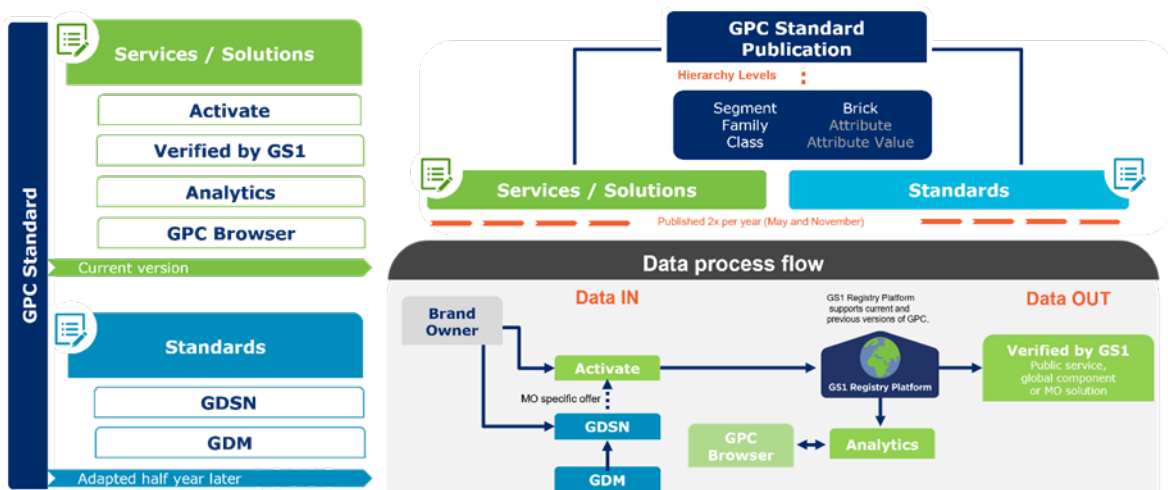 GPC Standard
Services / Solutions
Activate
Verified by GS1
Analytics
GPC Browser
Current version
Standards
GDSN
GDM
Adapted half year later
GPC Standard
Publication
Hierarchy Levels
Segment
Family
Class
Brick
Attribute
Attribute Value
Services / Solutions
Standards
Published 2x per year (May and November)
Data process flow
Data IN
Data OUT
Brand
Owner
Activate
MO specific offer
GDSN
GDM
GS1 Registry Platform
supports current and
previous versions of GPC.
GS1 Registry Platform
Verified by GS1
Public service,
global component
or MO solution
GPC
Browser
Analytics